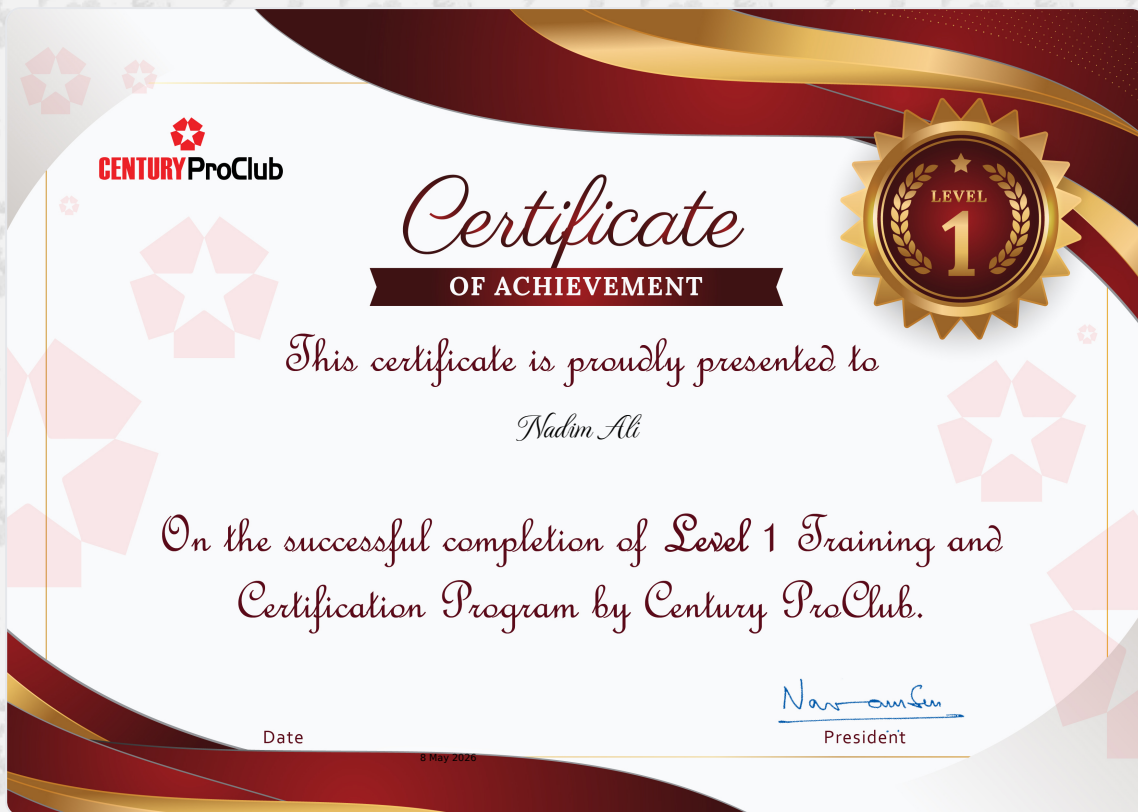 CENTURY ProClub
LEVEL
1
Certificate
OF ACHIEVEMENT
This certificate is proudly presented to
Nadim Ali
On the successful completion of Level 1 Training and
Certification Program by Century ProClub.
Date
President
8 May 2026